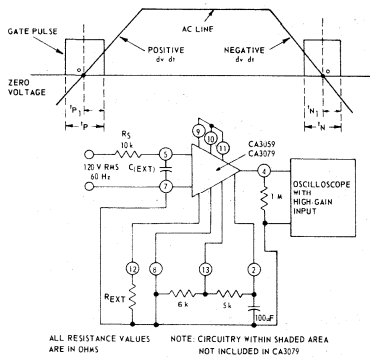 GATE PULSE
AC LINE
POSITIVE
dv dt
NEGATIVE
dv dt
ZERO
VOLTAGE
tP1
tP
tN1
tN
RS
10 k
120 V RMS
60 Hz
C(EXT)
5
7
9
10
11
CA3059
CA3079
4
1 M
OSCILLOSCOPE
WITH
HIGH-GAIN
INPUT
12
8
13
2
REXT
6 k
5 k
100µF
ALL RESISTANCE VALUES
ARE IN OHMS
NOTE: CIRCUITRY WITHIN SHADED AREA
NOT INCLUDED IN CA3079